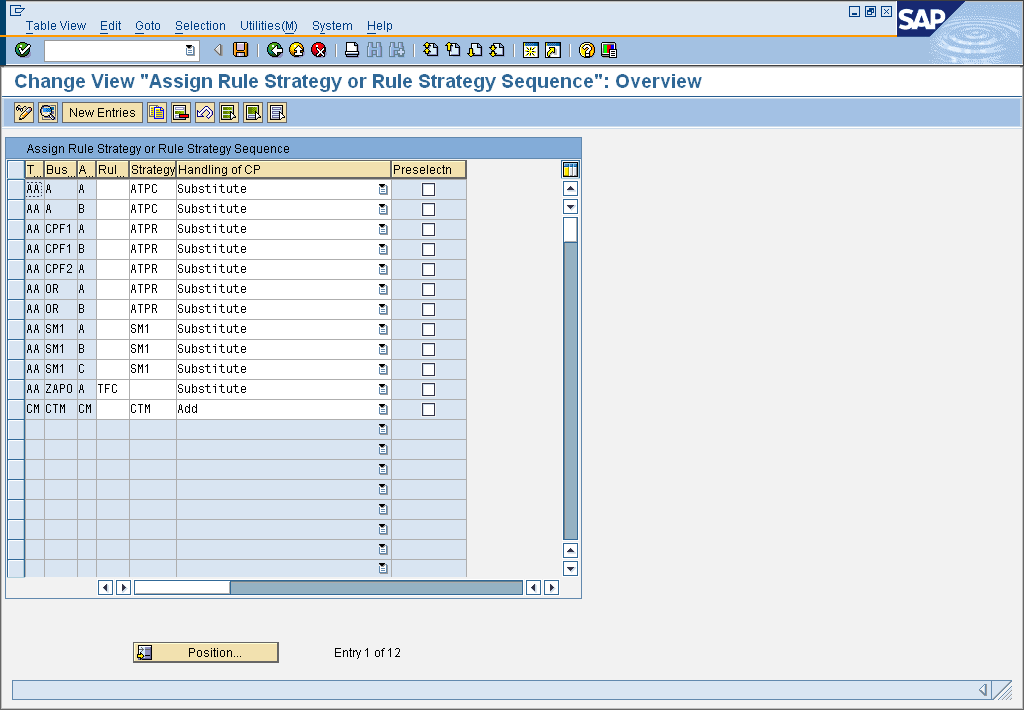 Table View Edit Goto Selection Utilities(M) System Help
SAP
Change View "Assign Rule Strategy or Rule Strategy Sequence": Overview
New Entries
Assign Rule Strategy or Rule Strategy Sequence
T... Bus... A... Rul... Strategy Handling of CP Preselectn
AA A A ATPC Substitute
AA A B ATPC Substitute
AA CPF1 A ATPR Substitute
AA CPF1 B ATPR Substitute
AA CPF2 A ATPR Substitute
AA OR A ATPR Substitute
AA OR B ATPR Substitute
AA SM1 A SM1 Substitute
AA SM1 B SM1 Substitute
AA SM1 C SM1 Substitute
AA ZAPO A TFC Substitute
CM CTM CM CTM Add
Position... Entry 1 of 12